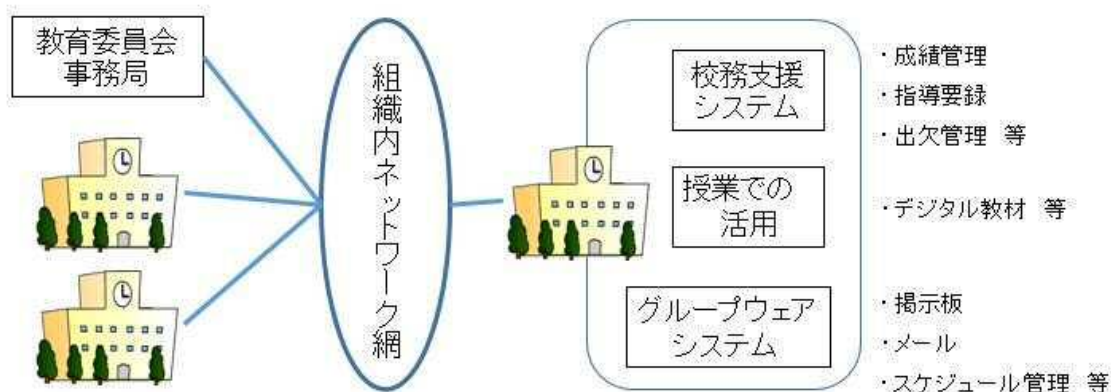 教育委員会
事務局
組織内ネットワーク網
校務支援
システム
・成績管理
・指導要録
・出欠管理 等
授業での
活用
・デジタル教材 等
グループウェア
システム
・掲示板
・メール
・スケジュール管理 等